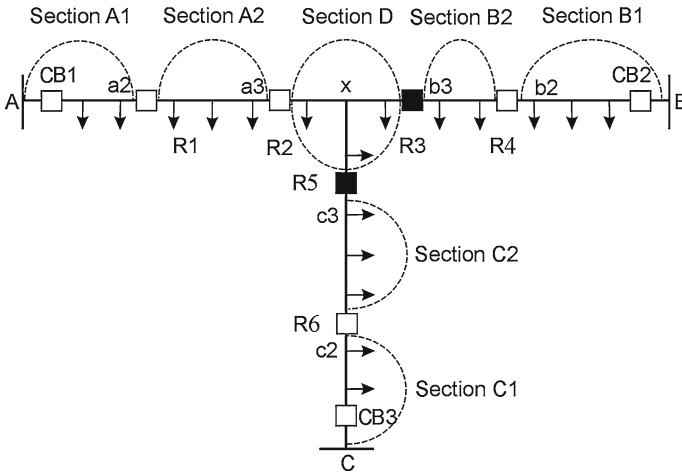 Section A1 Section A2 Section D Section B2 Section B1
CB1 a2 a3 x b3 b2 CB2
A B
R1 R2 R3 R4
R5
c3
Section C2
R6
c2
Section C1
CB3
C